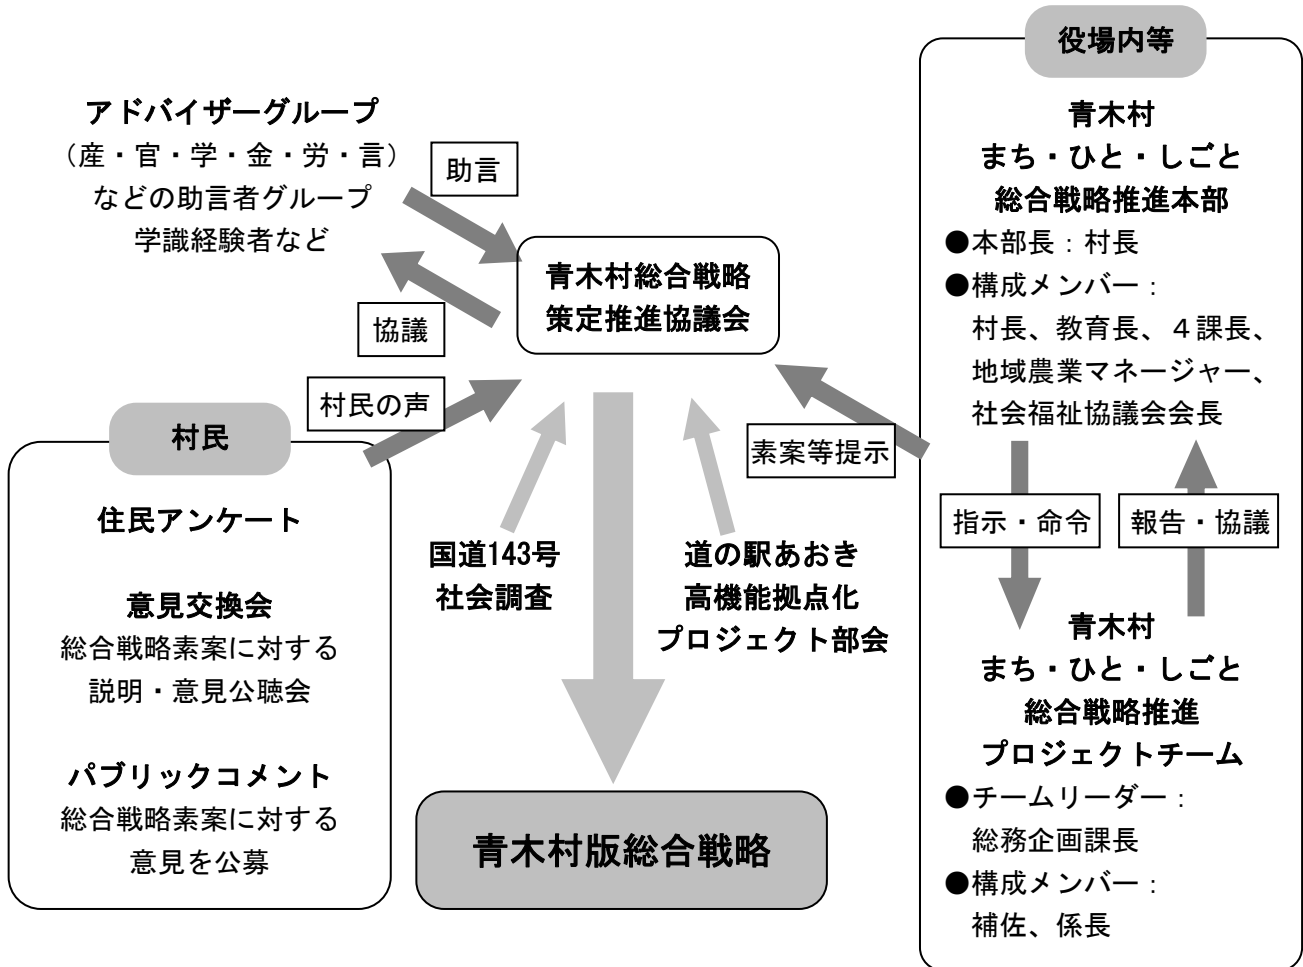 アドバイザーグループ
（産・官・学・金・労・言）
などの助言者グループ
学識経験者など
助言
協議
青木村総合戦略
策定推進協議会
村民の声
村民
住民アンケート
意見交換会
総合戦略素案に対する
説明・意見公聴会
パブリックコメント
総合戦略素案に対する
意見を公募
国道143号
社会調査
道の駅あおき
高機能拠点化
プロジェクト部会
素案等提示
青木村版総合戦略
役場内等
青木村
まち・ひと・しごと
総合戦略推進本部
●本部長：村長
●構成メンバー：
村長、教育長、４課長、
地域農業マネージャー、
社会福祉協議会会長
指示・命令
報告・協議
青木村
まち・ひと・しごと
総合戦略推進
プロジェクトチーム
●チームリーダー：
総務企画課長
●構成メンバー：
補佐、係長